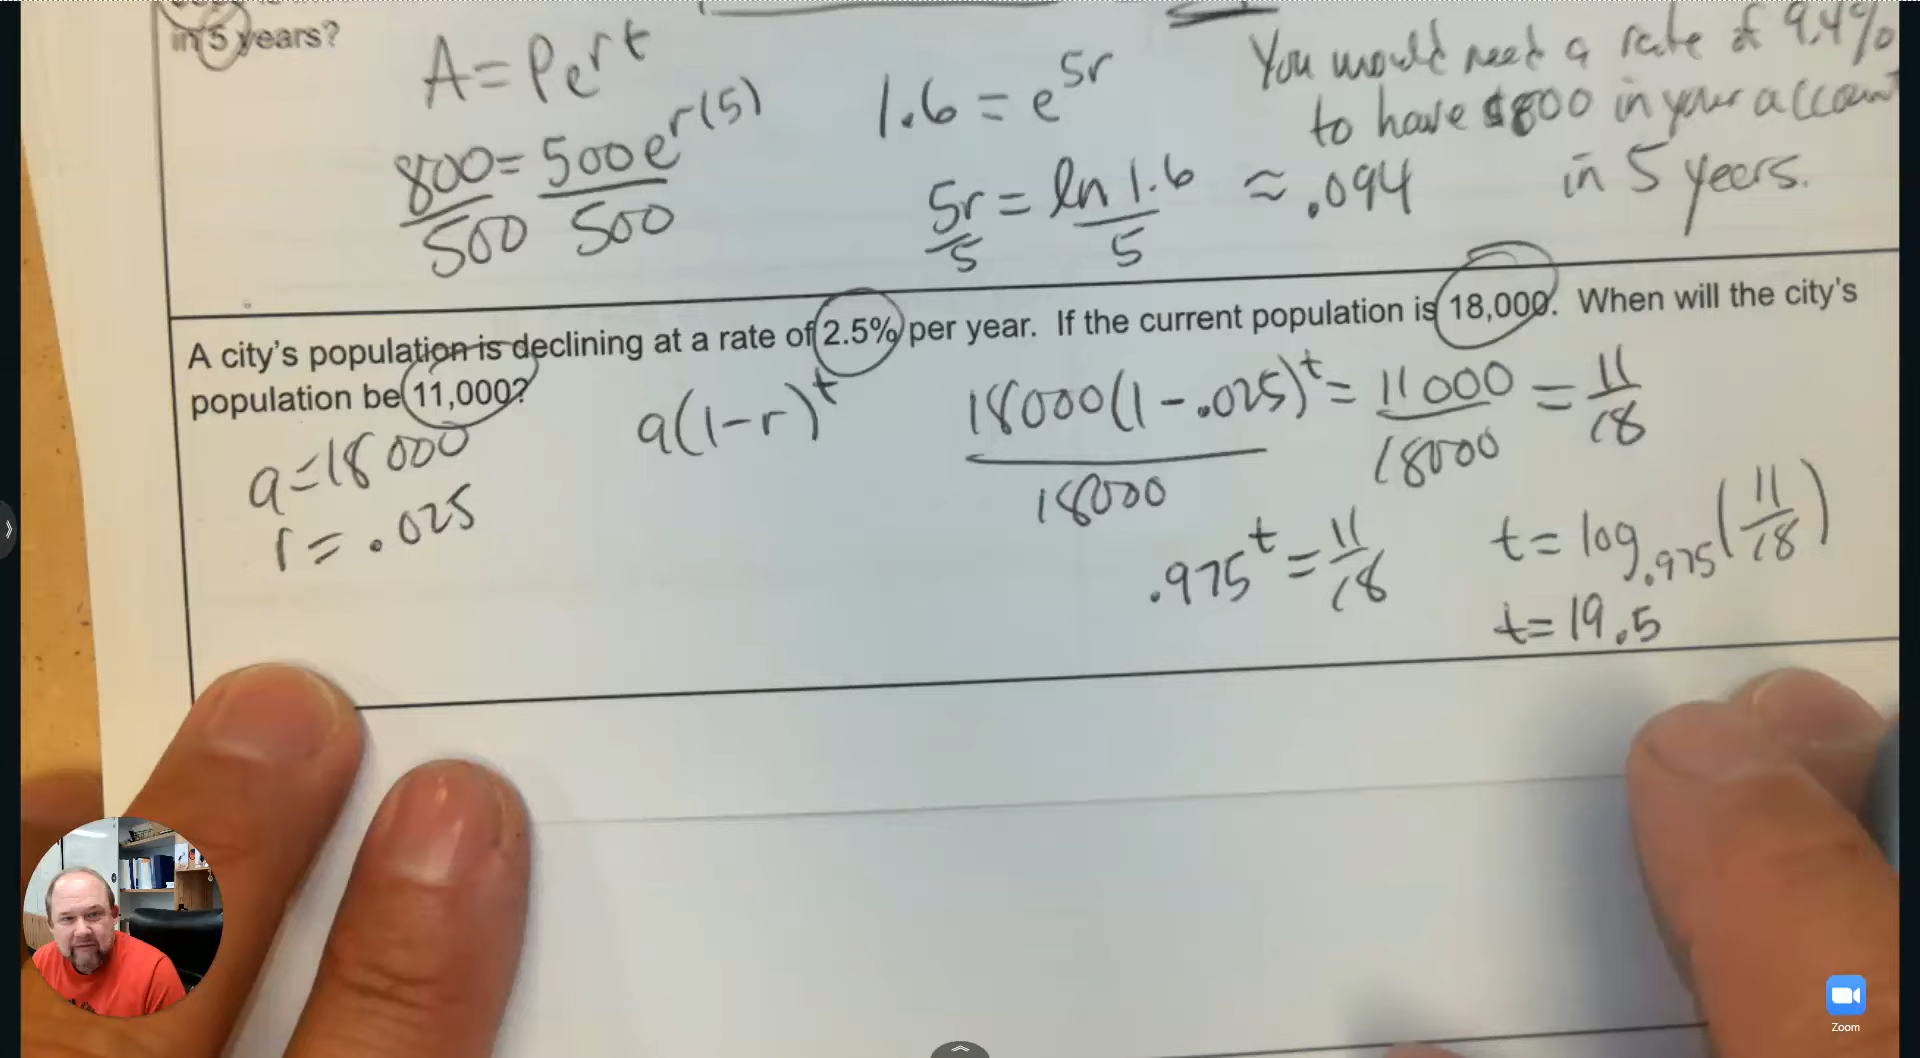 in 5 years?
A = Pe^rt
800 = 500e^r(5)
500 500
1.6 = e^5r
5r = ln 1.6 ≈ .094
5 5
You would need a rate of 9.4%
to have $800 in your account
in 5 years.
A city's population is declining at a rate of 2.5% per year. If the current population is 18,000. When will the city's
population be 11,000?
a = 18000
r = .025
a(1-r)^t
18000(1-.025)^t = 11000 = 11
18000 18000 18
.975^t = 11/18
t = log.975(11/18)
t = 19.5
Zoom